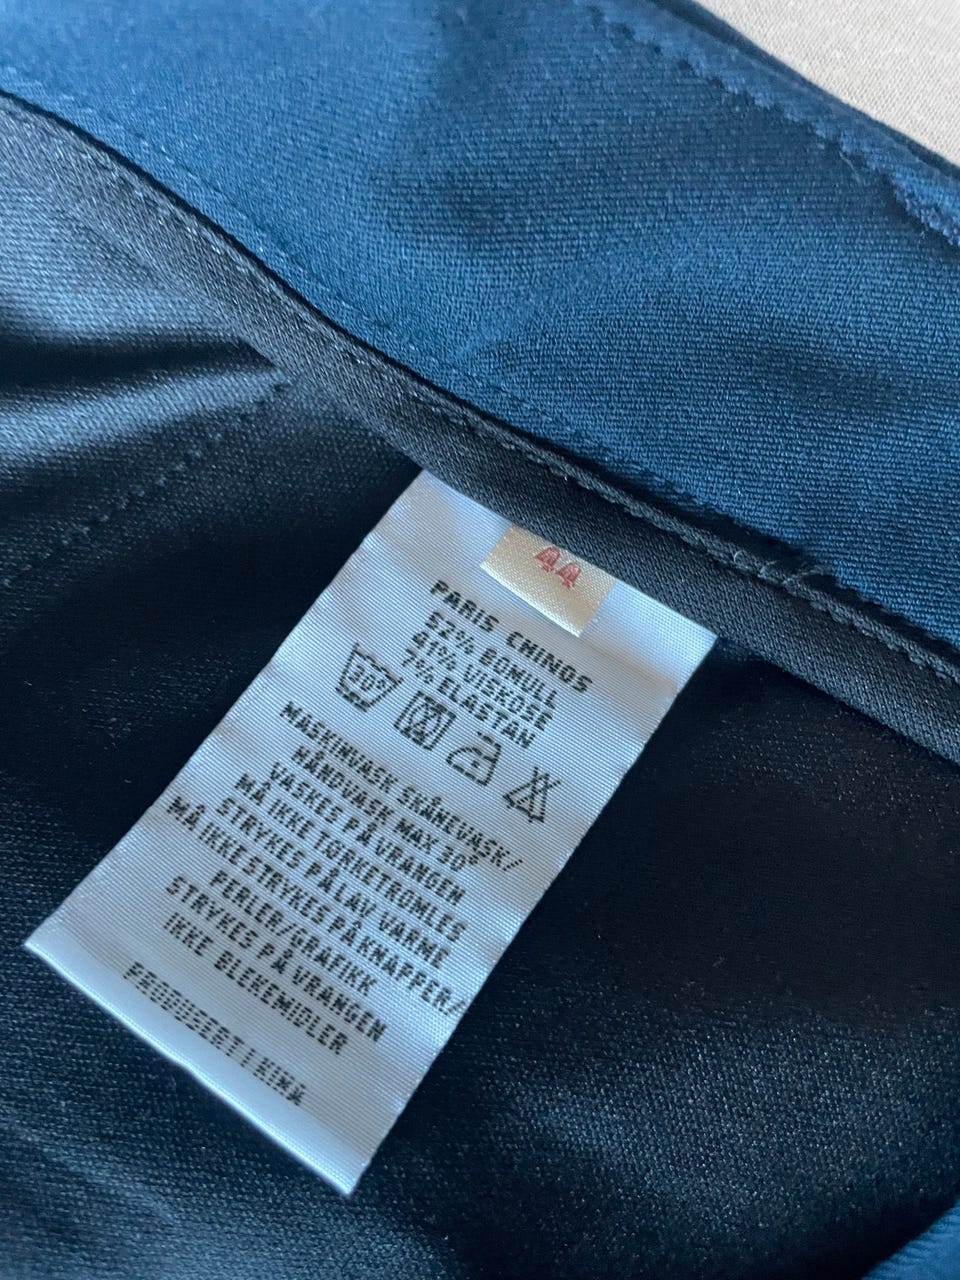 44
PARIS CHINOS
52% BOMULL
41% VISKOSE
7% ELASTAN
30°
MASKINVASK SKÅNEVASK/
HÅNDVASK MAX 30°
VASKES PÅ VRANGEN
MÅ IKKE TØRKETROMLES
STRYKES PÅ LAV VARME
MÅ IKKE STRYKES PÅ KNAPPER/
PERLER/GRAFIKK
STRYKES PÅ VRANGEN
IKKE BLEKEMIDLER
PRODUSERT I KINA